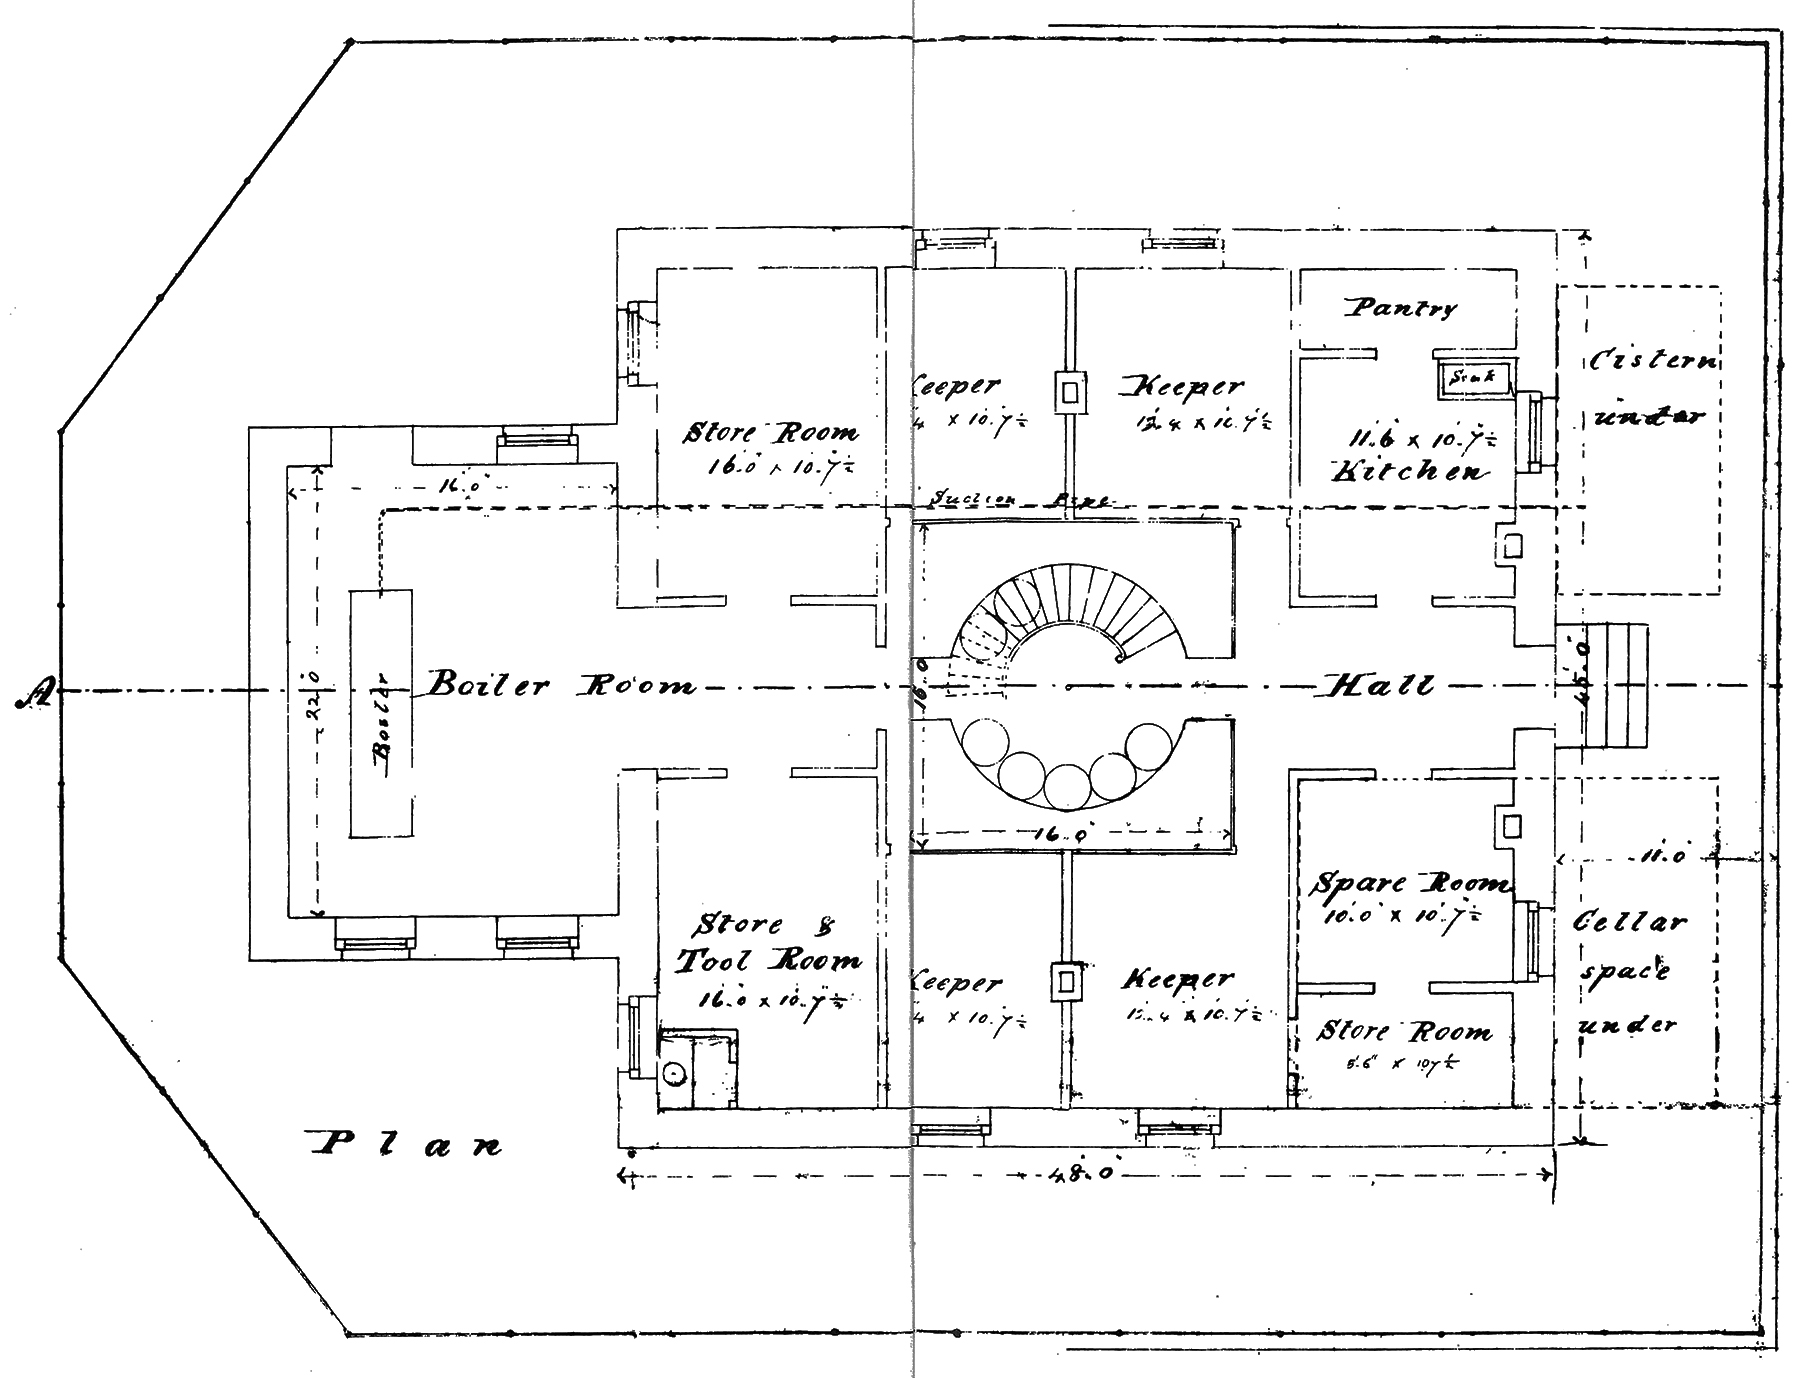 Pantry
Cistern
under
Sink
Keeper
Keeper
Store Room
16.0 x 10.7½
4 x 10.7½
12.4 x 10.7½
11.6 x 10.7½
Kitchen
16.0
Suction Pipe
A
Boiler
22.0
Boiler Room
16.0
Hall
45.0
16.0
11.0
Spare Room
10.0 x 10.7½
Store &
Tool Room
16.0 x 10.7½
Keeper
4 x 10.7½
Keeper
10.7½
Cellar
space
under
Store Room
5.6" x 10 7½
Plan
48.0